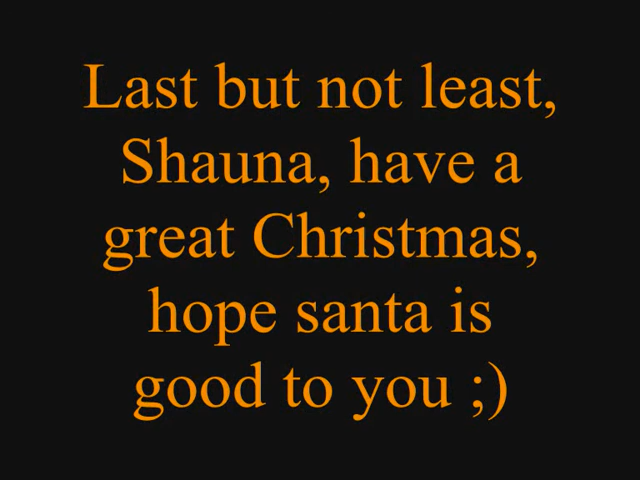 Last but not least,
Shauna, have a
great Christmas,
hope santa is
good to you ;)